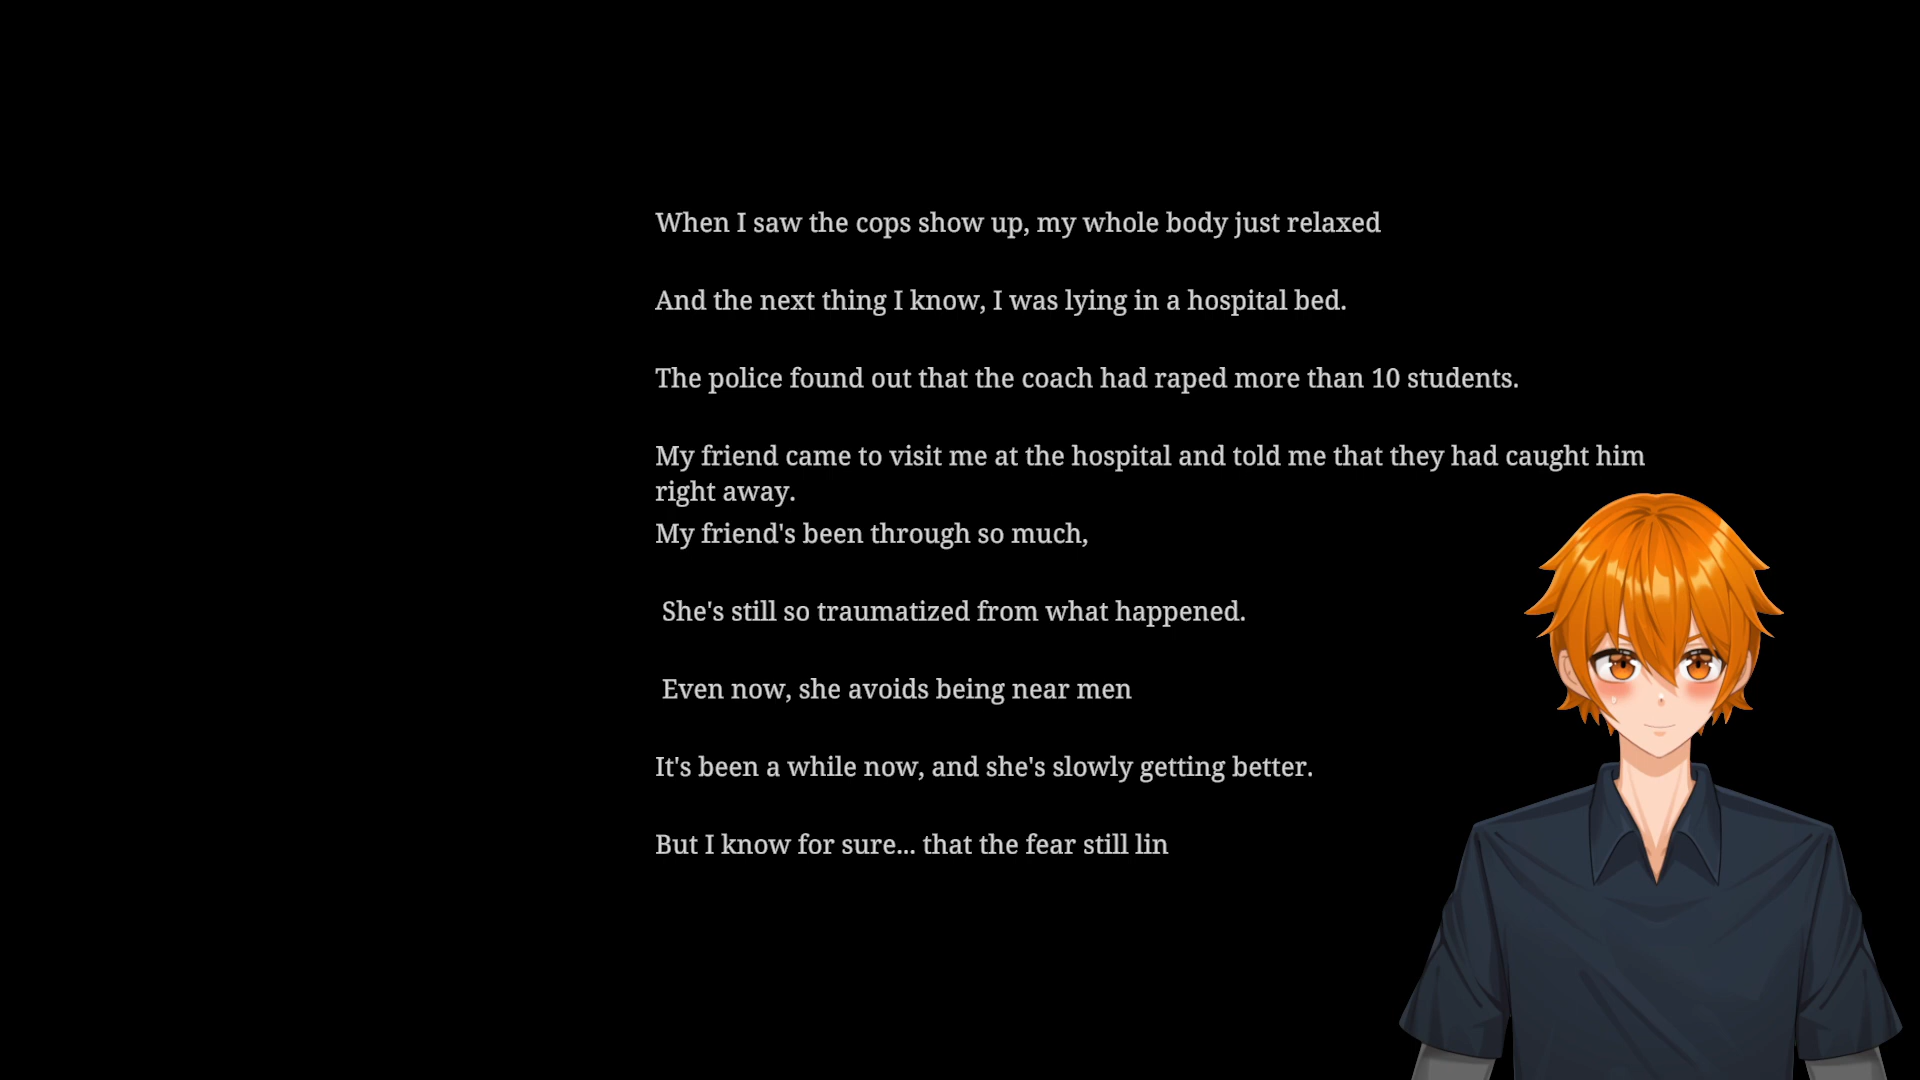 When I saw the cops show up, my whole body just relaxed
And the next thing I know, I was lying in a hospital bed.
The police found out that the coach had raped more than 10 students.
My friend came to visit me at the hospital and told me that they had caught him
right away.
My friend's been through so much,
She's still so traumatized from what happened.
Even now, she avoids being near men
It's been a while now, and she's slowly getting better.
But I know for sure... that the fear still lin